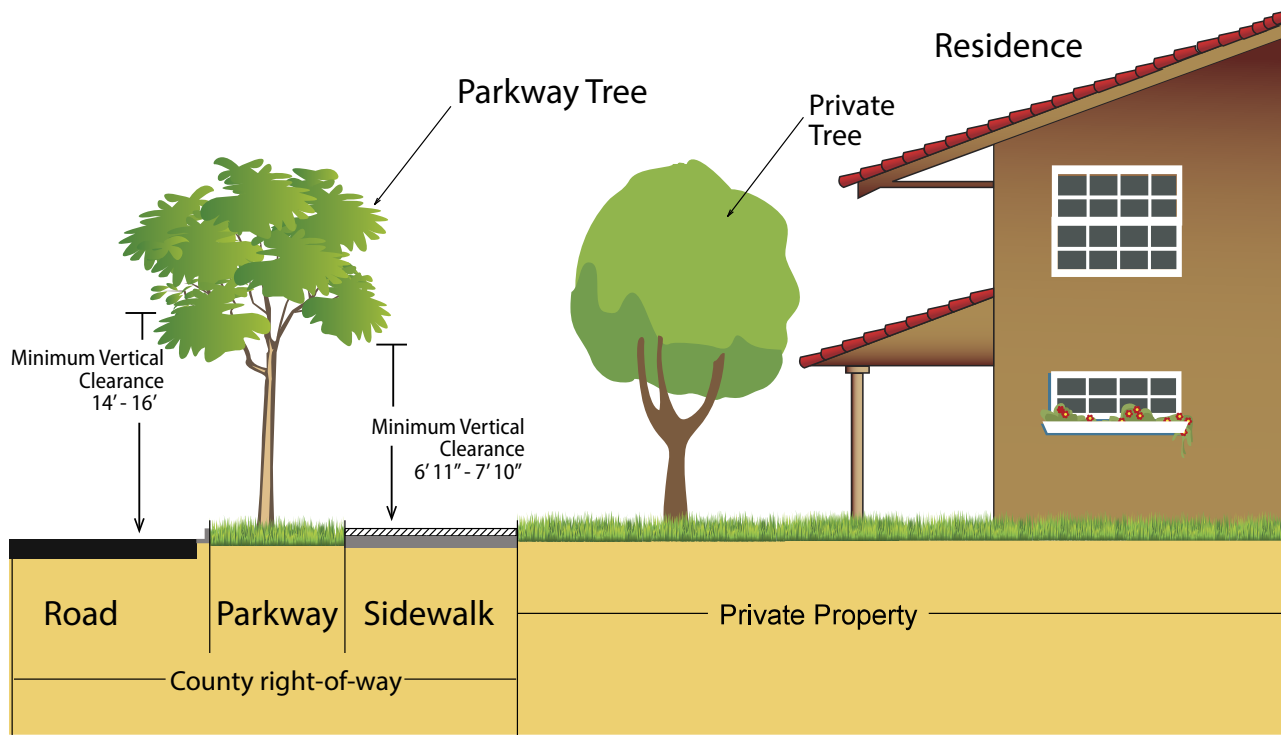 Residence
Parkway Tree
Private
Tree
Minimum Vertical
Clearance
14’ - 16’
Minimum Vertical
Clearance
6’ 11” - 7’ 10”
Road
Parkway
Sidewalk
Private Property
County right-of-way